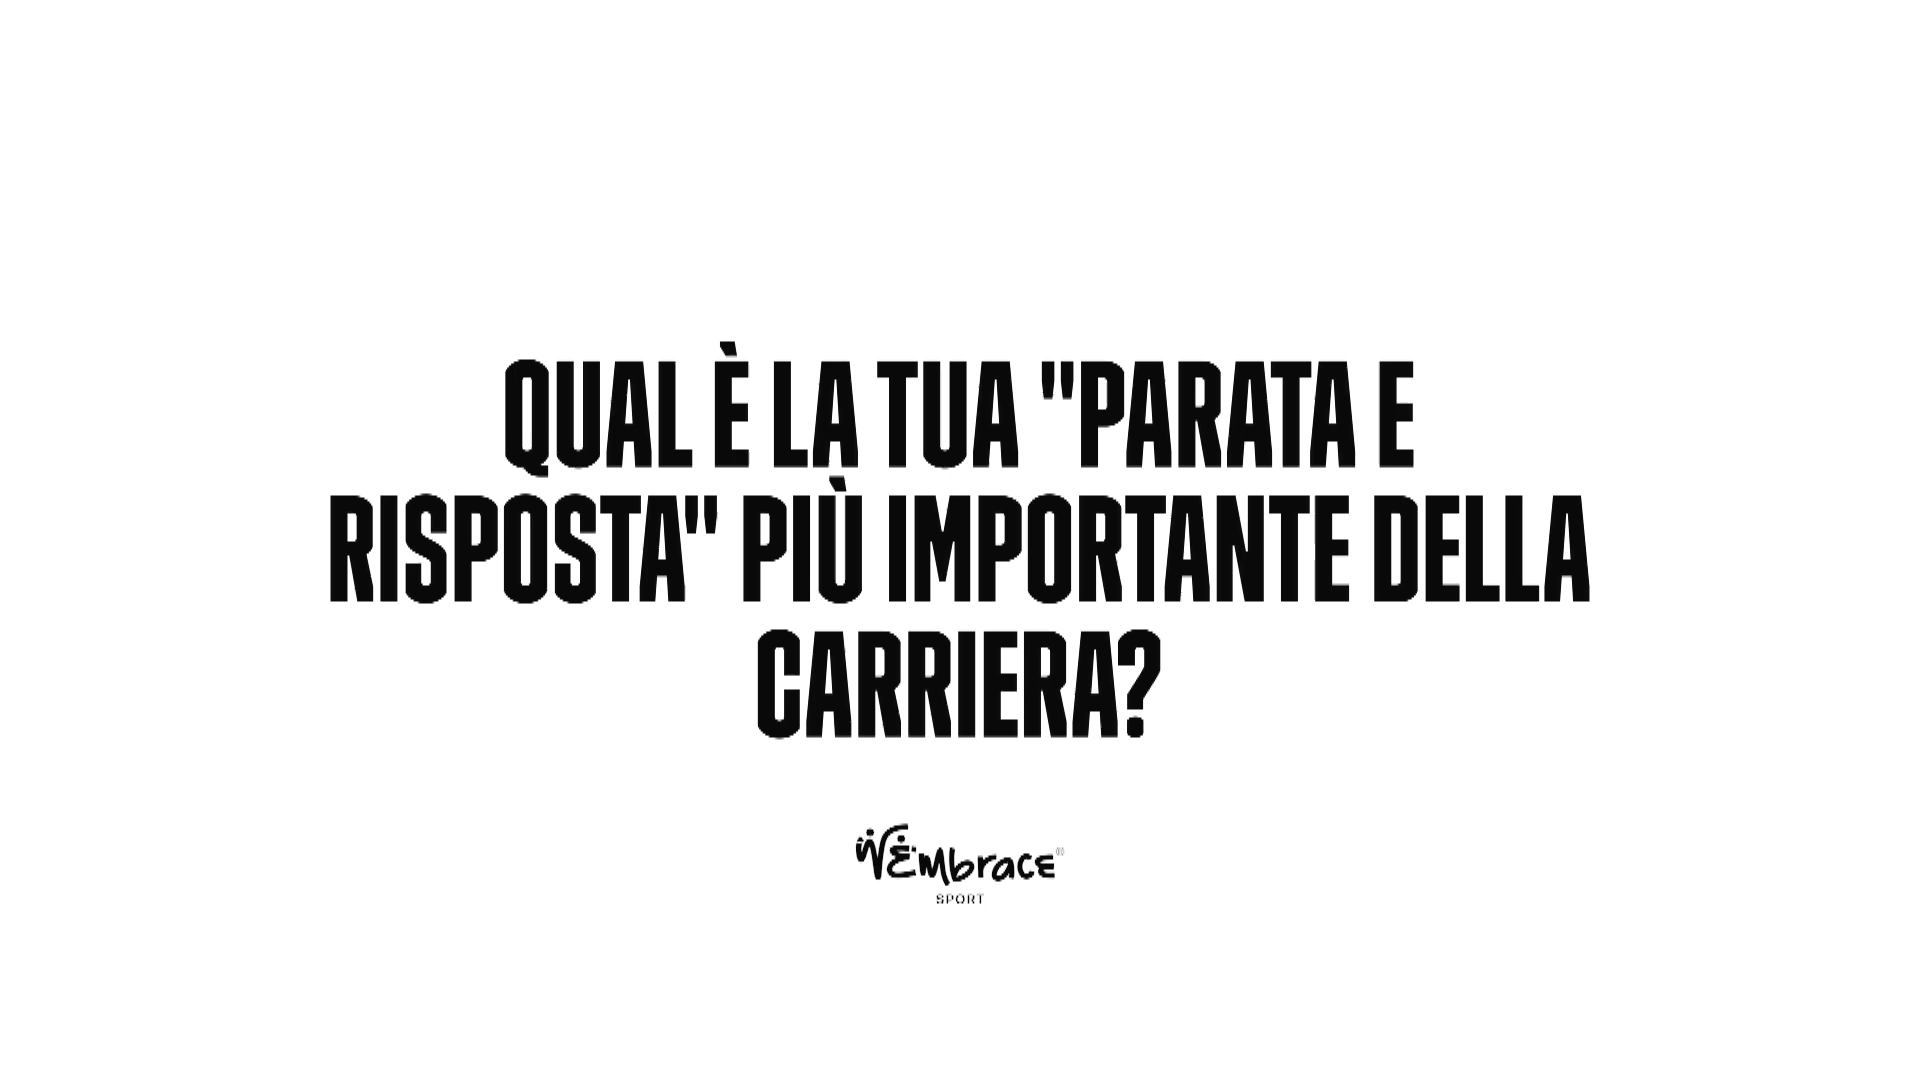 QUAL È LA TUA "PARATA E
RISPOSTA" PIÙ IMPORTANTE DELLA
CARRIERA?
WEmbrace®
SPORT